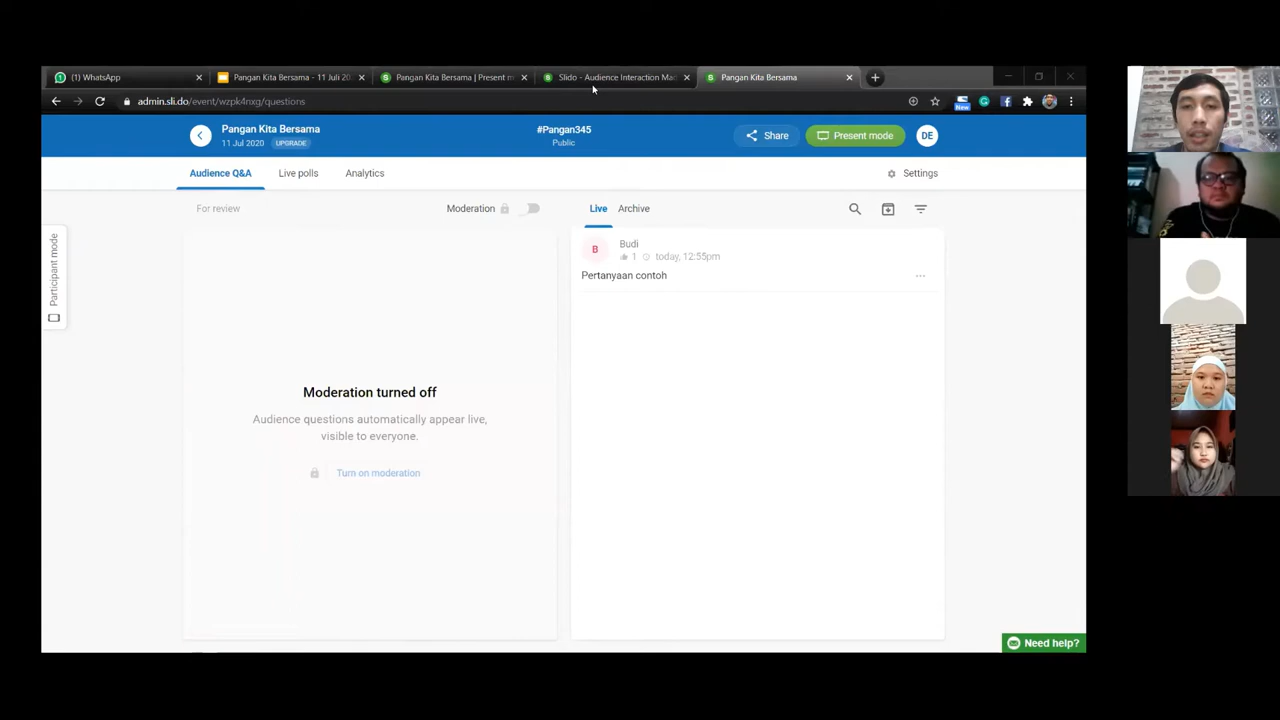 (1) WhatsApp
Pangan Kita Bersama - 11 Juli 20
Pangan Kita Bersama | Present m
Slido - Audience Interaction Mad
Pangan Kita Bersama
admin.sli.do/event/wzpk4nxg/questions
New
Pangan Kita Bersama
11 Jul 2020 UPGRADE
#Pangan345
Public
Share
Present mode
DE
Audience Q&A
Live polls
Analytics
Settings
For review
Moderation
Live
Archive
Participant mode
B
Budi
1
today, 12:55pm
Pertanyaan contoh
Moderation turned off
Audience questions automatically appear live,
visible to everyone.
Turn on moderation
Need help?